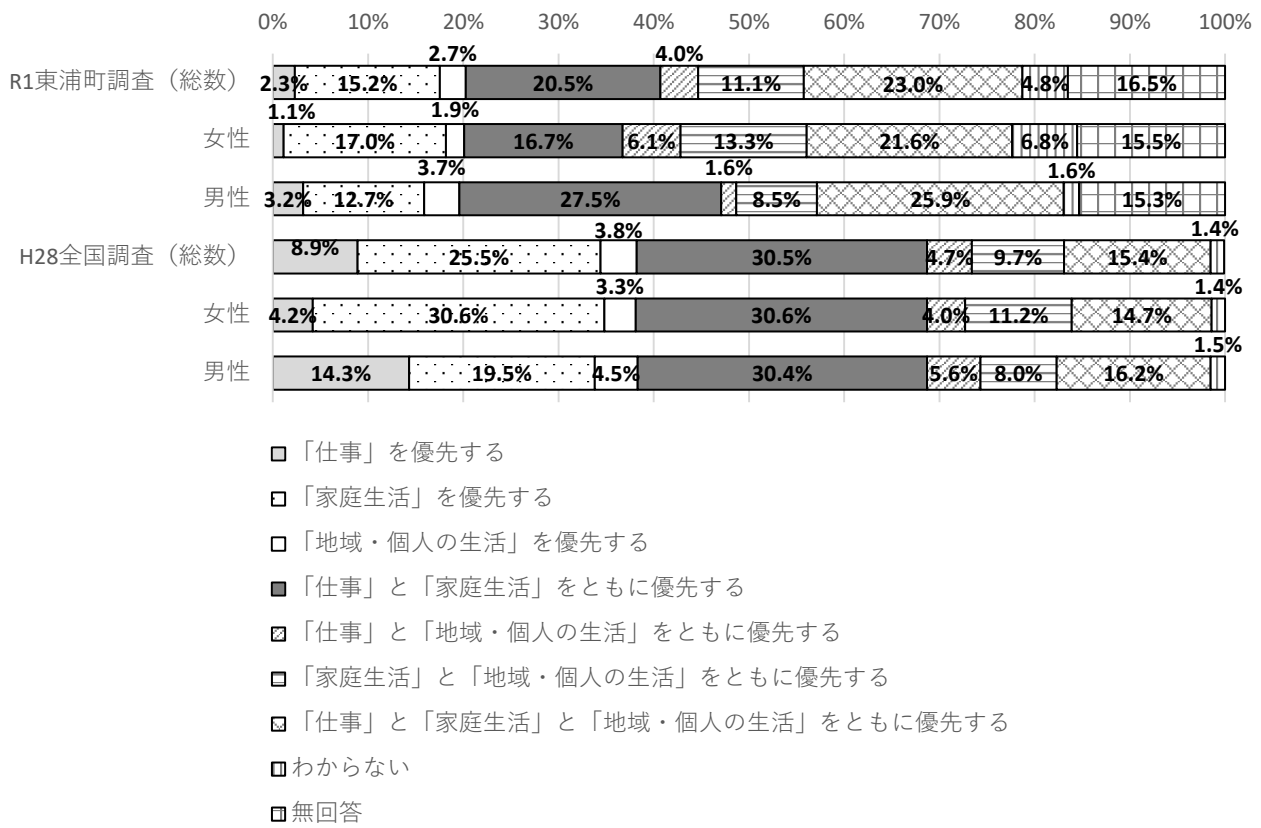 0% 10% 20% 30% 40% 50% 60% 70% 80% 90% 100%
2.7% 4.0%
R1東浦町調査（総数） 2.3% 15.2% 20.5% 11.1% 23.0% 4.8% 16.5%
1.1% 1.9%
女性 17.0% 16.7% 6.1% 13.3% 21.6% 6.8% 15.5%
3.7% 1.6% 1.6%
男性 3.2% 12.7% 27.5% 8.5% 25.9% 15.3%
3.8% 1.4%
H28全国調査（総数） 8.9% 25.5% 30.5% 4.7% 9.7% 15.4%
3.3% 1.4%
女性 4.2% 30.6% 30.6% 4.0% 11.2% 14.7%
1.5%
男性 14.3% 19.5% 4.5% 30.4% 5.6% 8.0% 16.2%
「仕事」を優先する
「家庭生活」を優先する
「地域・個人の生活」を優先する
「仕事」と「家庭生活」をともに優先する
「仕事」と「地域・個人の生活」をともに優先する
「家庭生活」と「地域・個人の生活」をともに優先する
「仕事」と「家庭生活」と「地域・個人の生活」をともに優先する
わからない
無回答